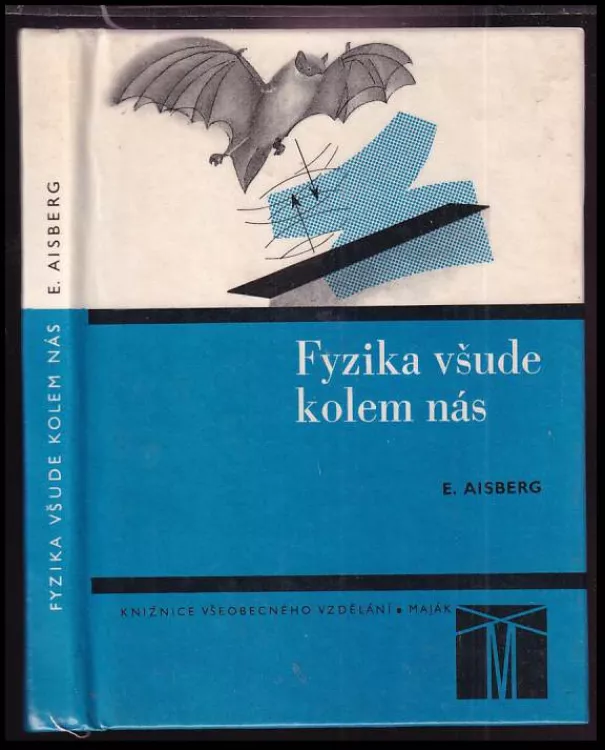 Fyzika všude
kolem nás
E. AISBERG
KNIŽNICE VŠEOBECNÉHO VZDĚLÁNÍ • MAJÁK
M
FYZIKA VŠUDE KOLEM NÁS E. AISBERG